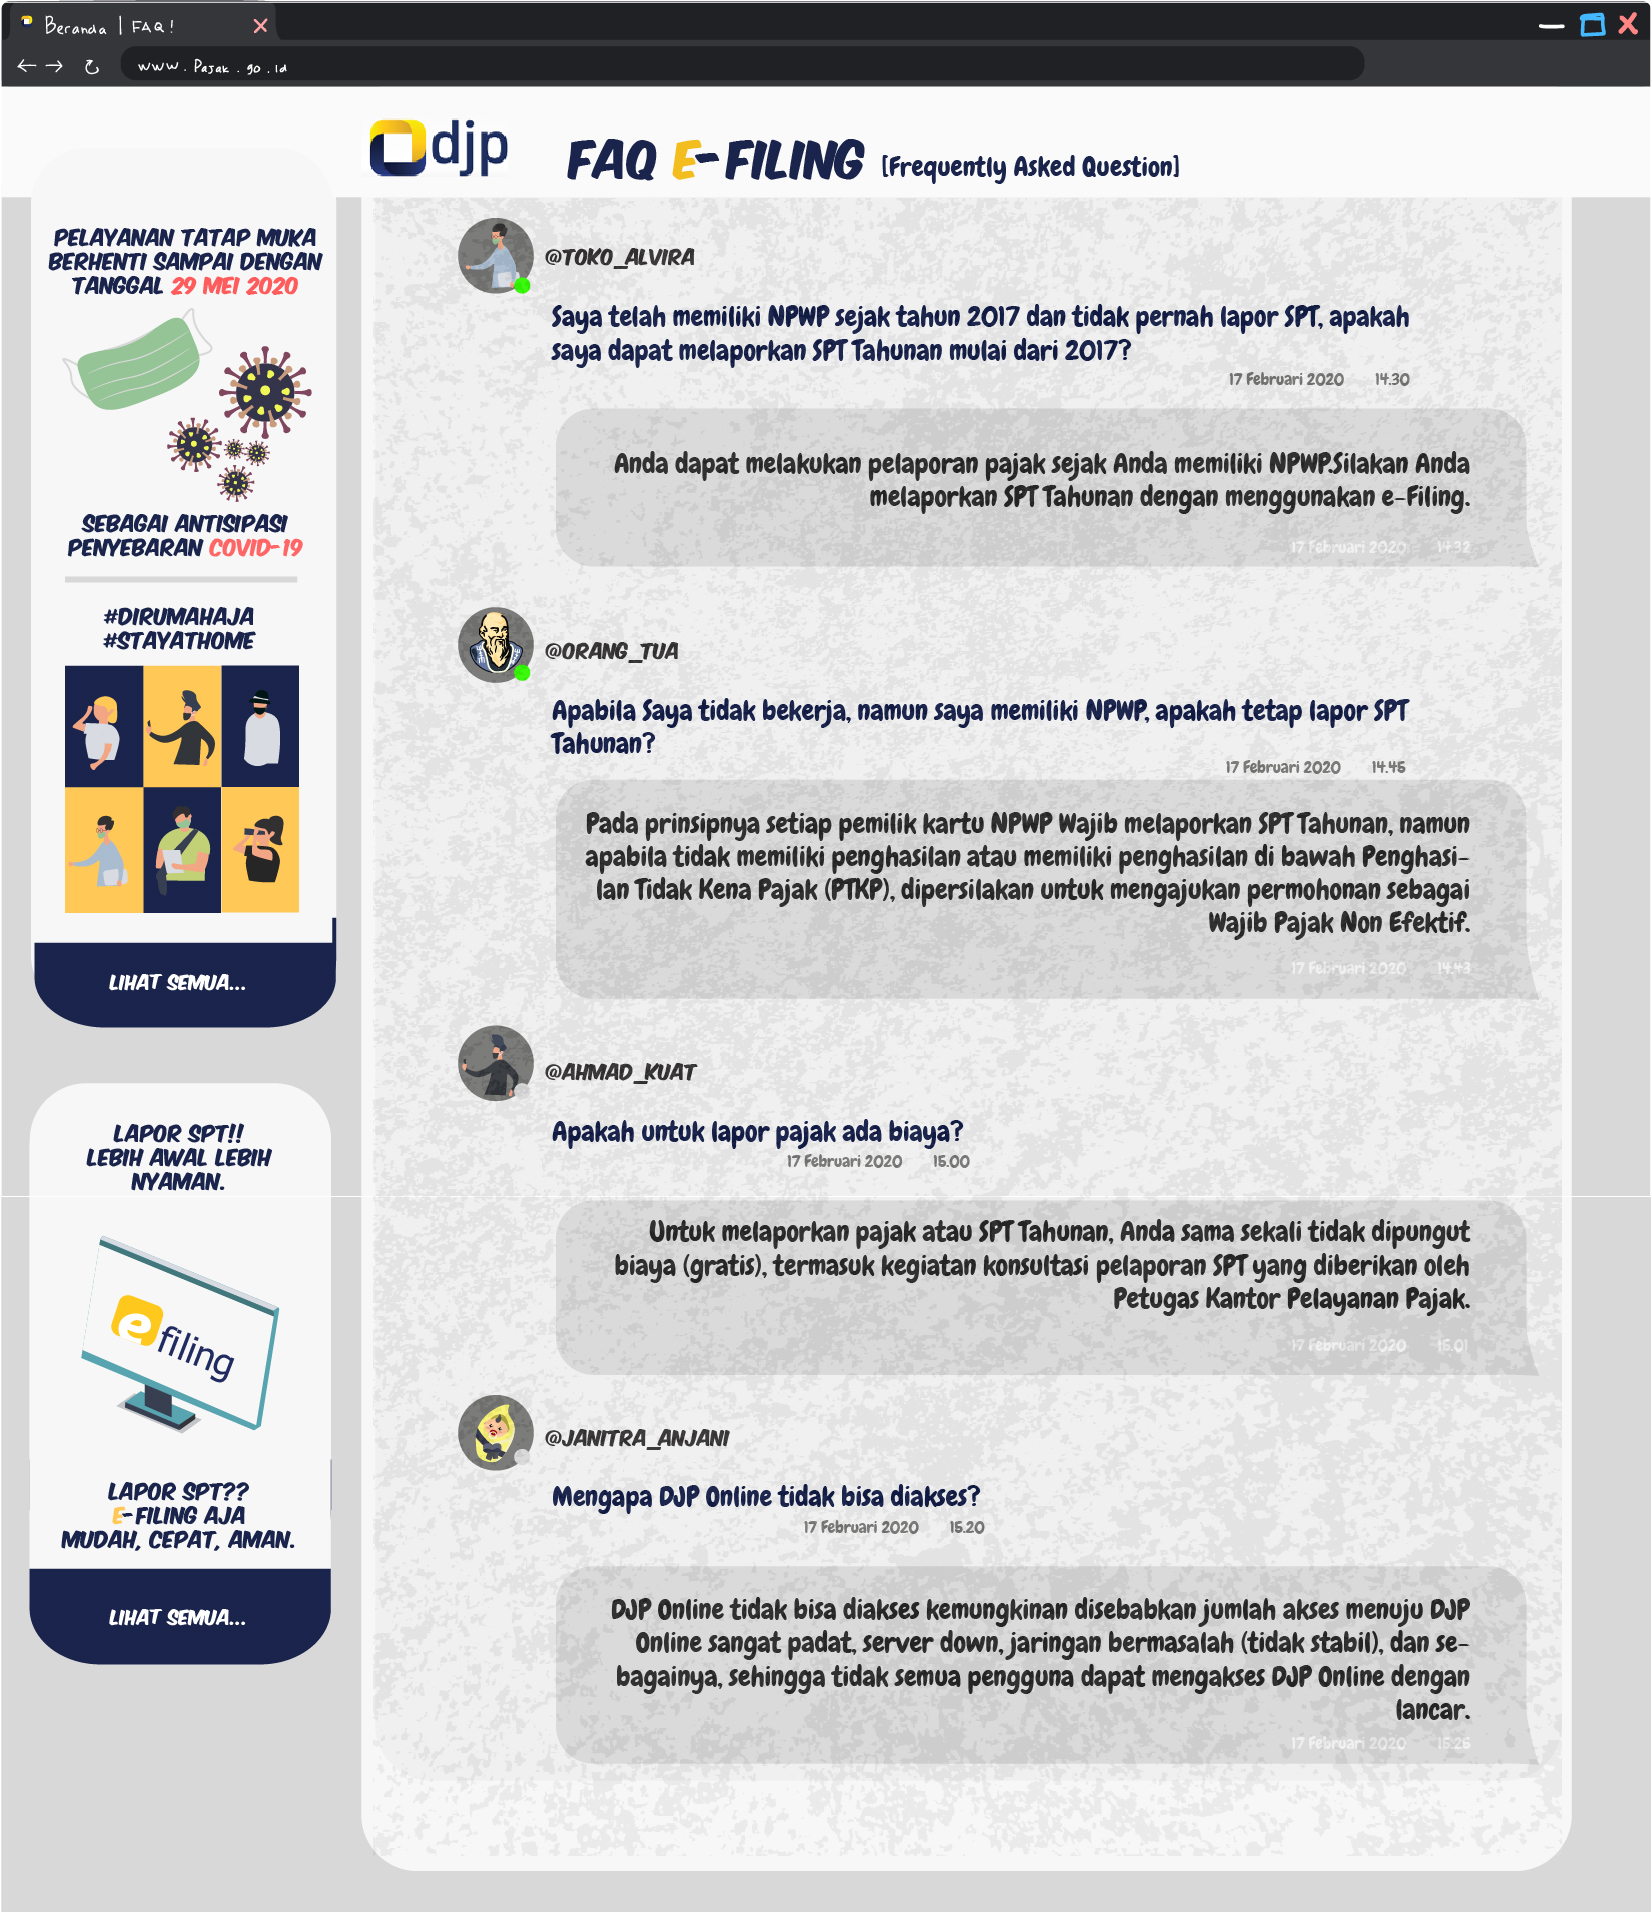 Beranda | FAQ!
www.Pajak.go.id
djp
FAQ E-FILING [Frequently Asked Question]
PELAYANAN TATAP MUKA
BERHENTI SAMPAI DENGAN
TANGGAL 29 MEI 2020
SEBAGAI ANTISIPASI
PENYEBARAN COVID-19
#DIRUMAHAJA
#STAYATHOME
LIHAT SEMUA...
LAPOR SPT!!
LEBIH AWAL LEBIH
NYAMAN.
e filing
LAPOR SPT??
E-FILING AJA
MUDAH, CEPAT, AMAN.
LIHAT SEMUA...
@TOKO_ALVIRA
Saya telah memiliki NPWP sejak tahun 2017 dan tidak pernah lapor SPT, apakah
saya dapat melaporkan SPT Tahunan mulai dari 2017?
17 Februari 2020 14.30
Anda dapat melakukan pelaporan pajak sejak Anda memiliki NPWP.Silakan Anda
melaporkan SPT Tahunan dengan menggunakan e-Filing.
17 Februari 2020 14.32
@ORANG_TUA
Apabila Saya tidak bekerja, namun saya memiliki NPWP, apakah tetap lapor SPT
Tahunan?
17 Februari 2020 14.45
Pada prinsipnya setiap pemilik kartu NPWP Wajib melaporkan SPT Tahunan, namun
apabila tidak memiliki penghasilan atau memiliki penghasilan di bawah Penghasi-
lan Tidak Kena Pajak (PTKP), dipersilakan untuk mengajukan permohonan sebagai
Wajib Pajak Non Efektif.
17 Februari 2020 14.43
@AHMAD_KUAT
Apakah untuk lapor pajak ada biaya?
17 Februari 2020 15.00
Untuk melaporkan pajak atau SPT Tahunan, Anda sama sekali tidak dipungut
biaya (gratis), termasuk kegiatan konsultasi pelaporan SPT yang diberikan oleh
Petugas Kantor Pelayanan Pajak.
17 Februari 2020 15.01
@JANITRA_ANJANI
Mengapa DJP Online tidak bisa diakses?
17 Februari 2020 15.20
DJP Online tidak bisa diakses kemungkinan disebabkan jumlah akses menuju DJP
Online sangat padat, server down, jaringan bermasalah (tidak stabil), dan se-
bagainya, sehingga tidak semua pengguna dapat mengakses DJP Online dengan
lancar.
17 Februari 2020 15.25